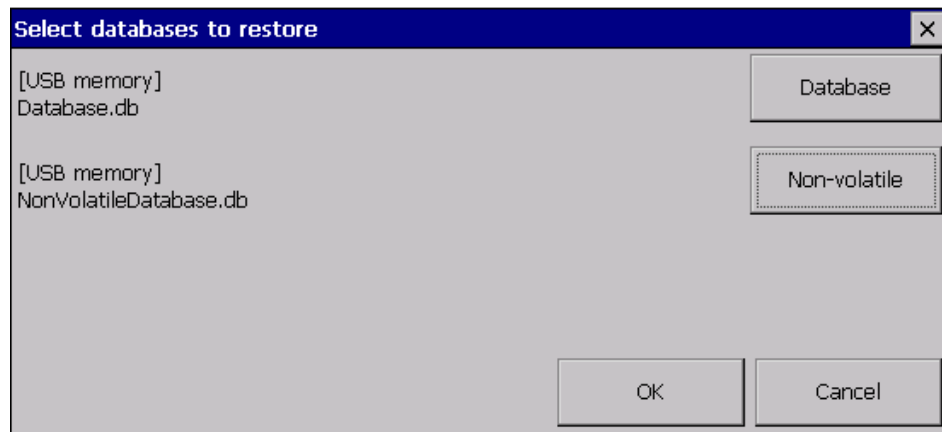 Select databases to restore
[USB memory]
Database.db
Database
[USB memory]
NonVolatileDatabase.db
Non-volatile
OK
Cancel